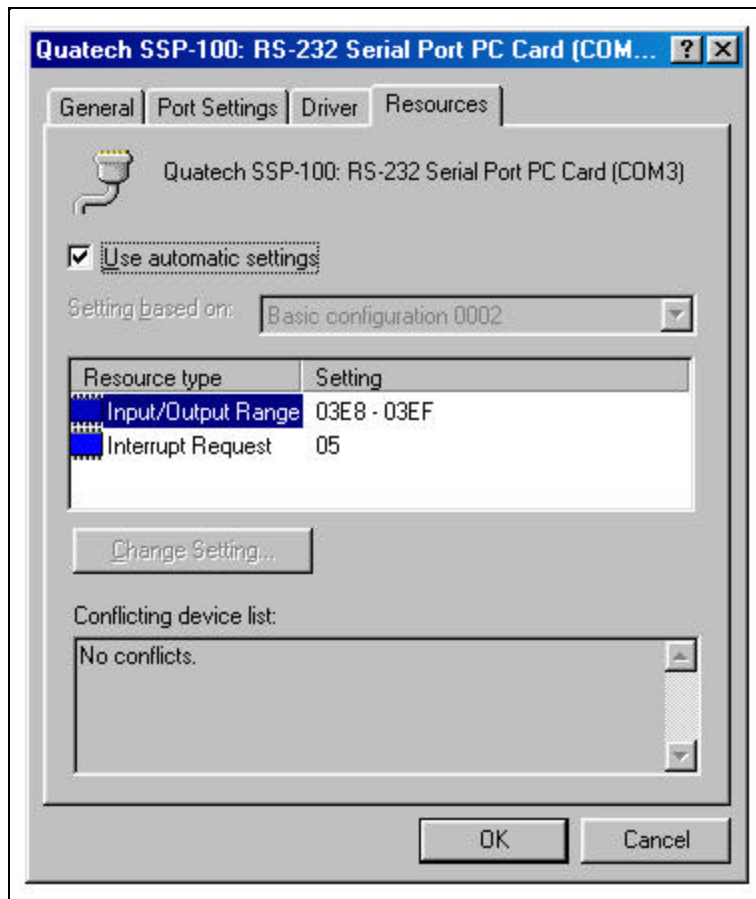 Quatech SSP-100: RS-232 Serial Port PC Card (COM... ? X
General Port Settings Driver Resources
Quatech SSP-100: RS-232 Serial Port PC Card (COM3)
Use automatic settings
Setting based on: Basic configuration 0002
Resource type Setting
Input/Output Range 03E8 - 03EF
Interrupt Request 05
Change Setting...
Conflicting device list:
No conflicts.
OK Cancel